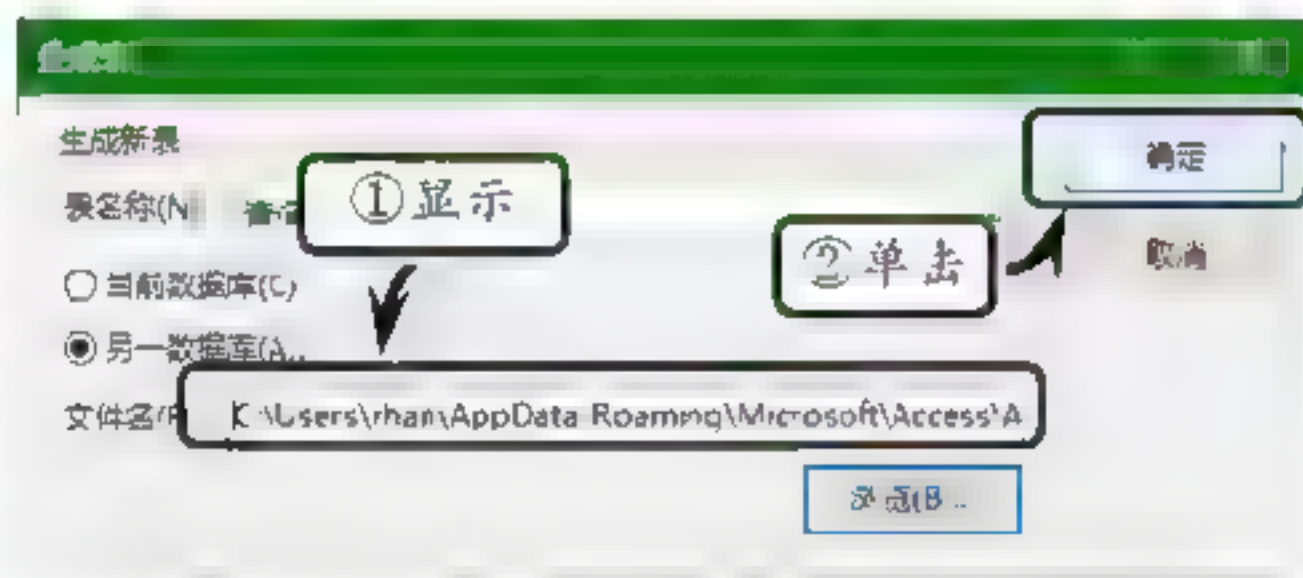 生成新表
确定
表名称(N
①显示
②单击
取消
当前数据库(C)
另一数据库(A
文件名(F
\Users\rhan\AppData Roaming\Microsoft\Access\A